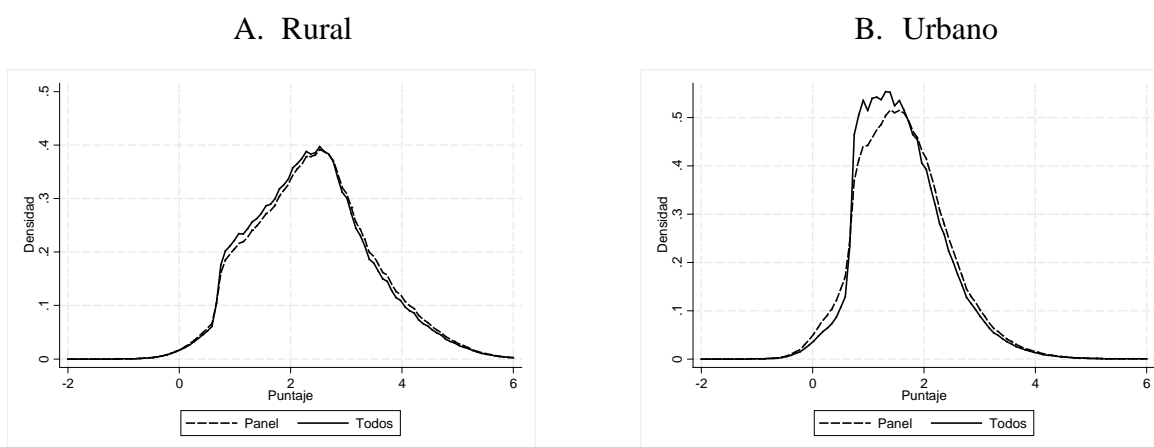 A. Rural
Densidad
.5
.4
.3
.2
.1
0
-2 0 2 4 6
Puntaje
Panel Todos
B. Urbano
Densidad
.5
.4
.3
.2
.1
0
-2 0 2 4 6
Puntaje
Panel Todos